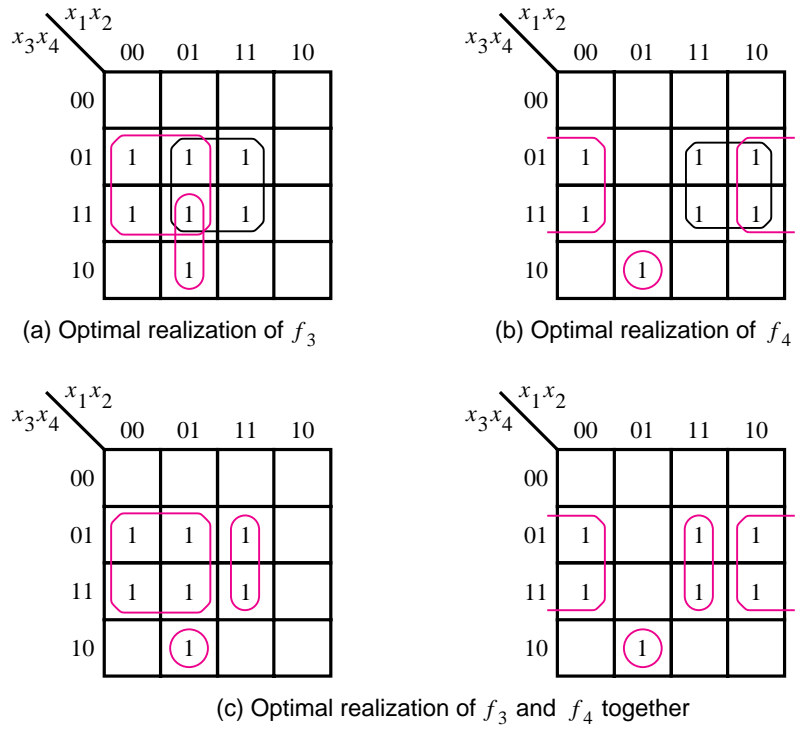 x1x2
x3x4
00 01 11 10
00
01 1 1 1
11 1 1 1
10 1
(a) Optimal realization of f3
x1x2
x3x4
00 01 11 10
00
01 1 1 1
11 1 1 1
10 1
(b) Optimal realization of f4
x1x2
x3x4
00 01 11 10
00
01 1 1 1
11 1 1 1
10 1
x1x2
x3x4
00 01 11 10
00
01 1 1 1
11 1 1 1
10 1
(c) Optimal realization of f3 and f4 together